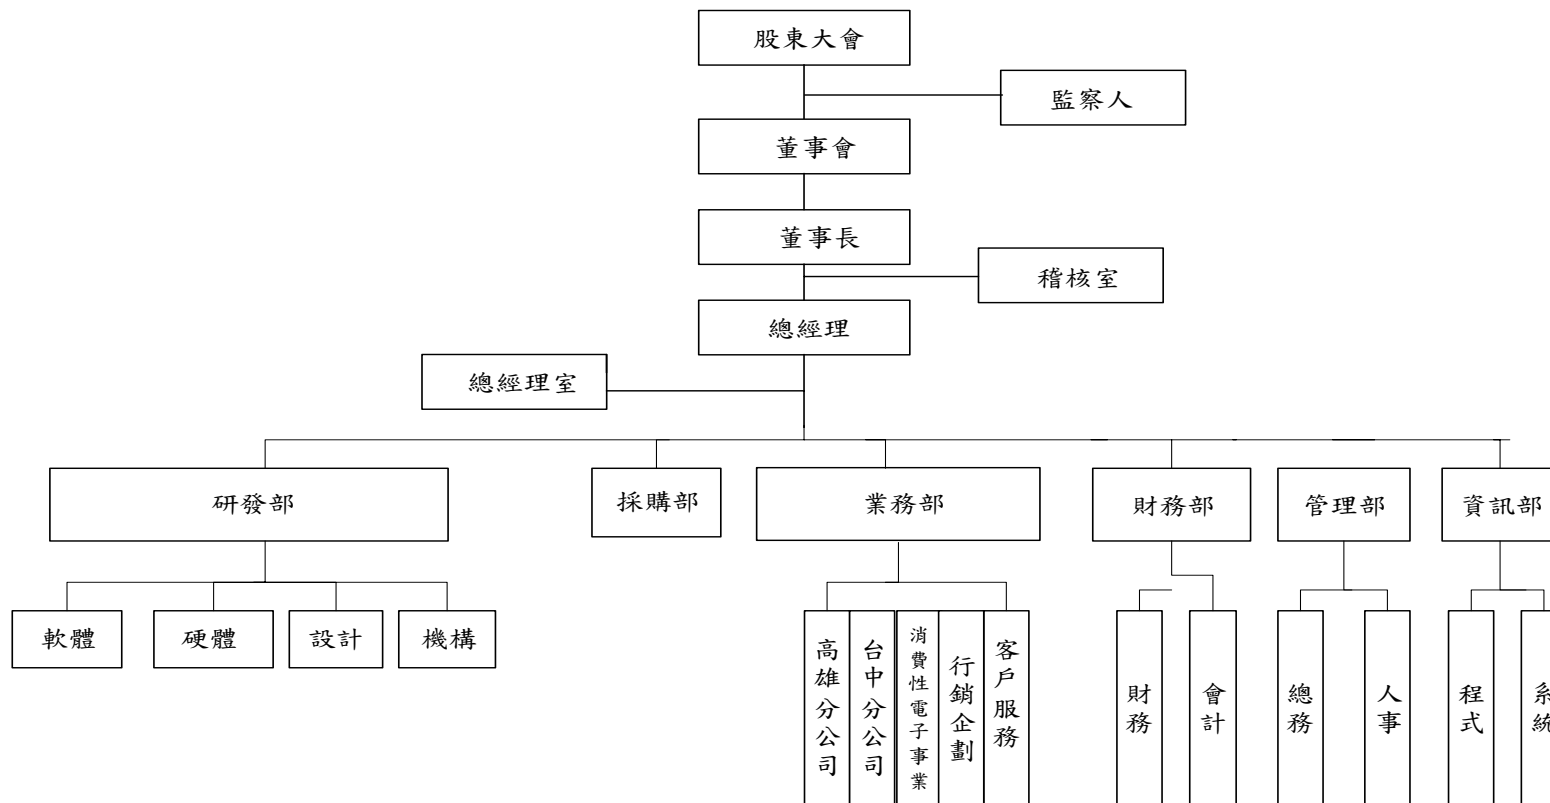 股東大會
監察人
董事會
董事長
稽核室
總經理
總經理室
研發部
採購部
業務部
財務部
管理部
資訊部
軟體
硬體
設計
機構
高雄分公司
台中分公司
消費性電子事業
行銷企劃
客戶服務
財務
會計
總務
人事
程式
系統